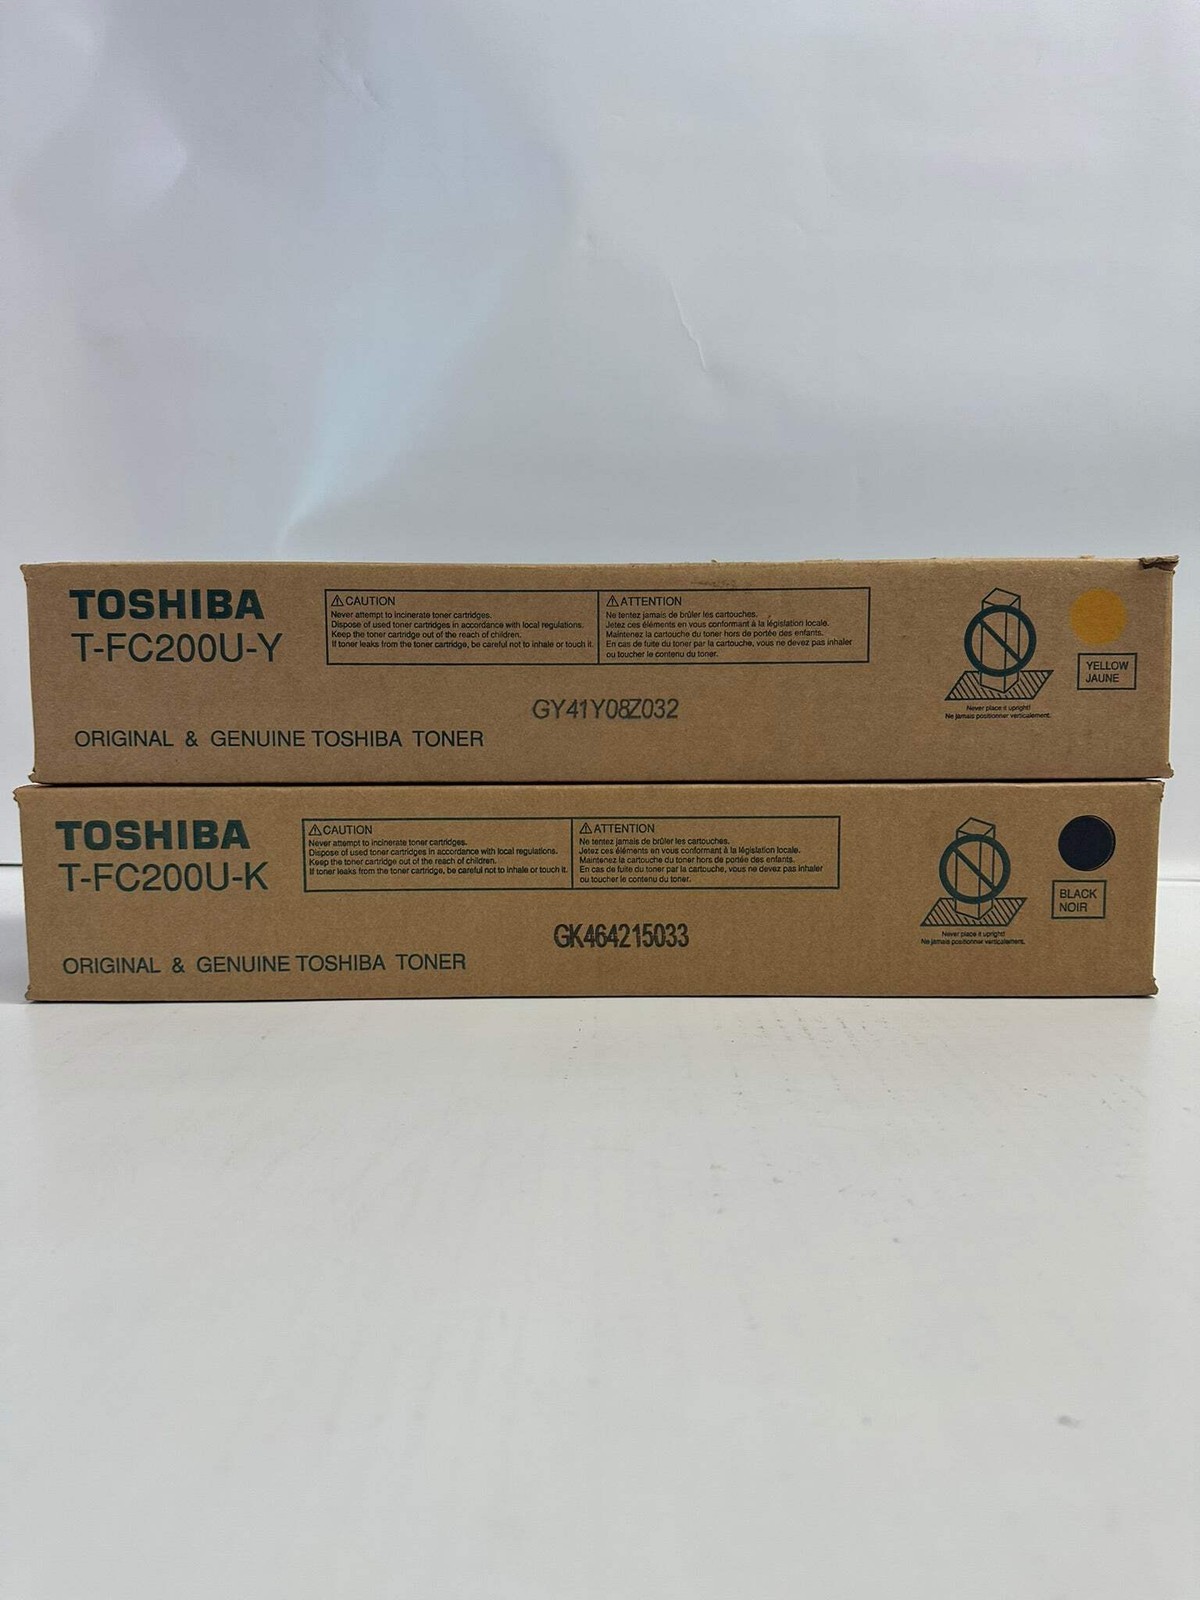 TOSHIBA
T-FC200U-Y
⚠CAUTION
Never attempt to incinerate toner cartridges.
Dispose of used toner cartridges in accordance with local regulations.
Keep the toner cartridge out of the reach of children.
If toner leaks from the toner cartridge, be careful not to inhale or touch it.
⚠ATTENTION
Ne tentez jamais de brûler les cartouches.
Jetez ces éléments en vous conformant à la législation locale.
Maintenez la cartouche du toner hors de portée des enfants.
En cas de fuite du toner par la cartouche, vous ne devez pas inhaler
ou toucher le contenu du toner.
Never place it upright!
Ne jamais positionner verticalement.
YELLOW
JAUNE
GY41Y08Z032
ORIGINAL & GENUINE TOSHIBA TONER
TOSHIBA
T-FC200U-K
⚠CAUTION
Never attempt to incinerate toner cartridges.
Dispose of used toner cartridges in accordance with local regulations.
Keep the toner cartridge out of the reach of children.
If toner leaks from the toner cartridge, be careful not to inhale or touch it.
⚠ATTENTION
Ne tentez jamais de brûler les cartouches.
Jetez ces éléments en vous conformant à la législation locale.
Maintenez la cartouche du toner hors de portée des enfants.
En cas de fuite du toner par la cartouche, vous ne devez pas inhaler
ou toucher le contenu du toner.
Never place it upright!
Ne jamais positionner verticalement.
BLACK
NOIR
GK464215033
ORIGINAL & GENUINE TOSHIBA TONER